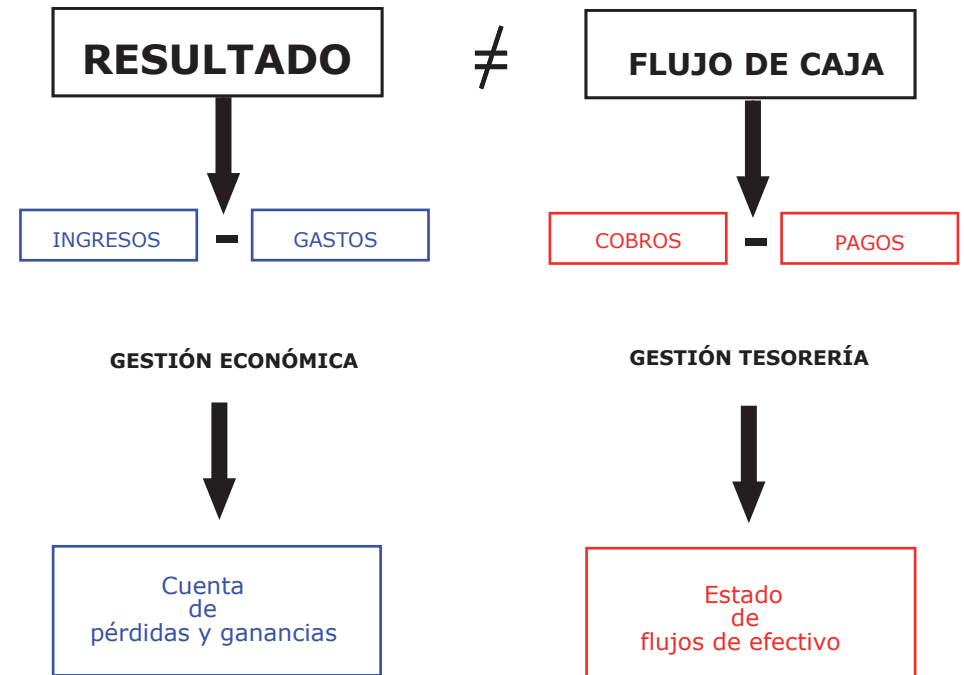 RESULTADO
≠
FLUJO DE CAJA
INGRESOS
-
GASTOS
COBROS
-
PAGOS
GESTIÓN ECONÓMICA
GESTIÓN TESORERÍA
Cuenta
de
pérdidas y ganancias
Estado
de
flujos de efectivo